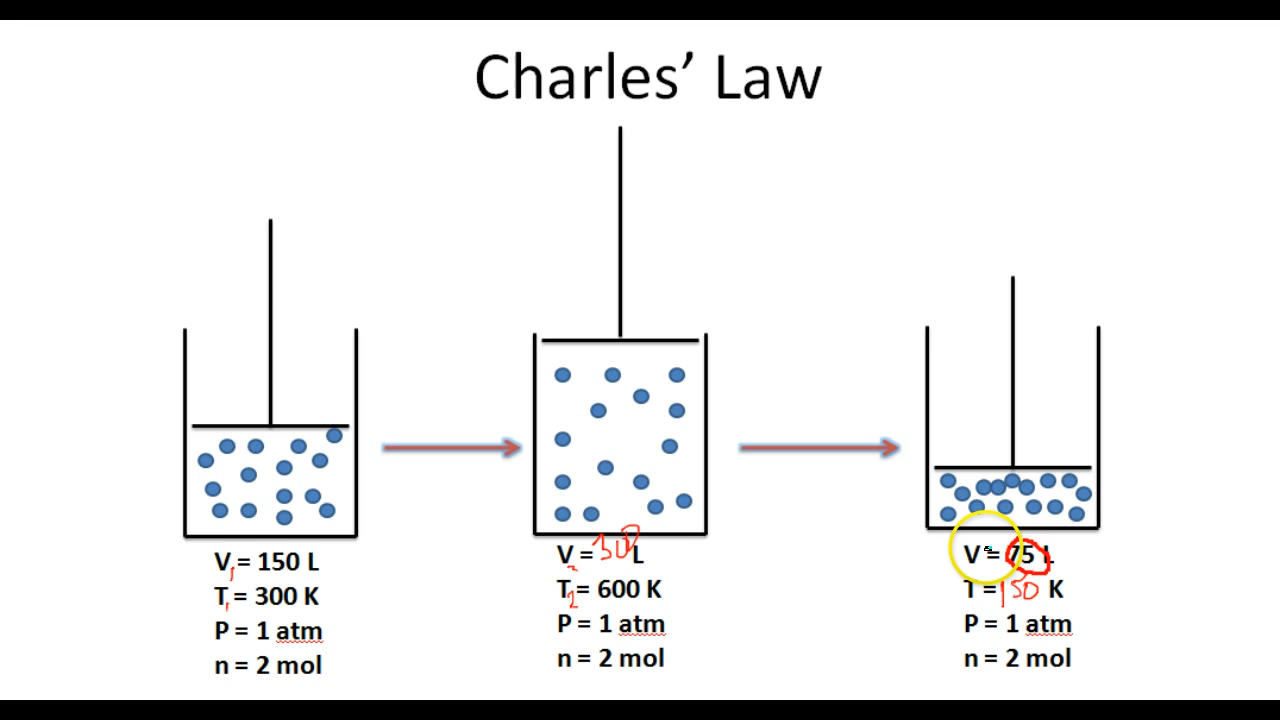 Charles’ Law
V1 = 150 L
T1 = 300 K
P = 1 atm
n = 2 mol
V2 = 300 L
T2 = 600 K
P = 1 atm
n = 2 mol
V = 75 L
T = 150 K
P = 1 atm
n = 2 mol